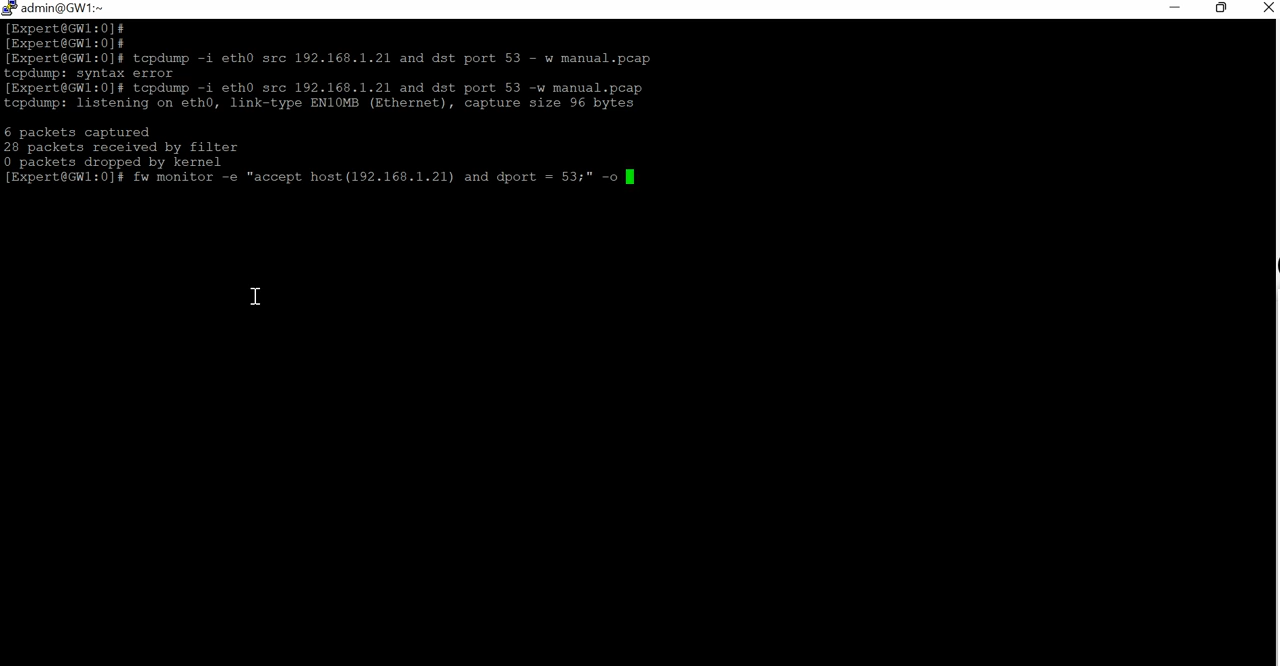 admin@GW1:~
[Expert@GW1:0]#
[Expert@GW1:0]#
[Expert@GW1:0]# tcpdump -i eth0 src 192.168.1.21 and dst port 53 - w manual.pcap
tcpdump: syntax error
[Expert@GW1:0]# tcpdump -i eth0 src 192.168.1.21 and dst port 53 -w manual.pcap
tcpdump: listening on eth0, link-type EN10MB (Ethernet), capture size 96 bytes
6 packets captured
28 packets received by filter
0 packets dropped by kernel
[Expert@GW1:0]# fw monitor -e "accept host(192.168.1.21) and dport = 53;" -o